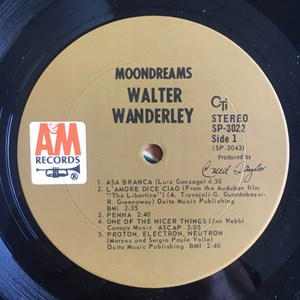 MOONDREAMS
WALTER
WANDERLEY
CTi
STEREO
SP-3022
Side 1
(SP-3043)
Produced by
Creed Taylor
A&M
RECORDS
1. ASA BRANCA (Luiz Gonzaga) 4:30
2. L'AMORE DICE CIAO (From the Audubon film
"The Libertine") (A. Trovajoli-G. Guardabassi-
R. Greenaway) Osito Music Publishing
BMI 2:35
3. PENHA 2:40
4. ONE OF THE NICER THINGS (Jim Webb)
Canopy Music ASCAP 3:05
5. PROTON, ELECTRON, NEUTRON
(Marcos and Sergio Paulo Valle)
Osito Music Publishing BMI 2:40